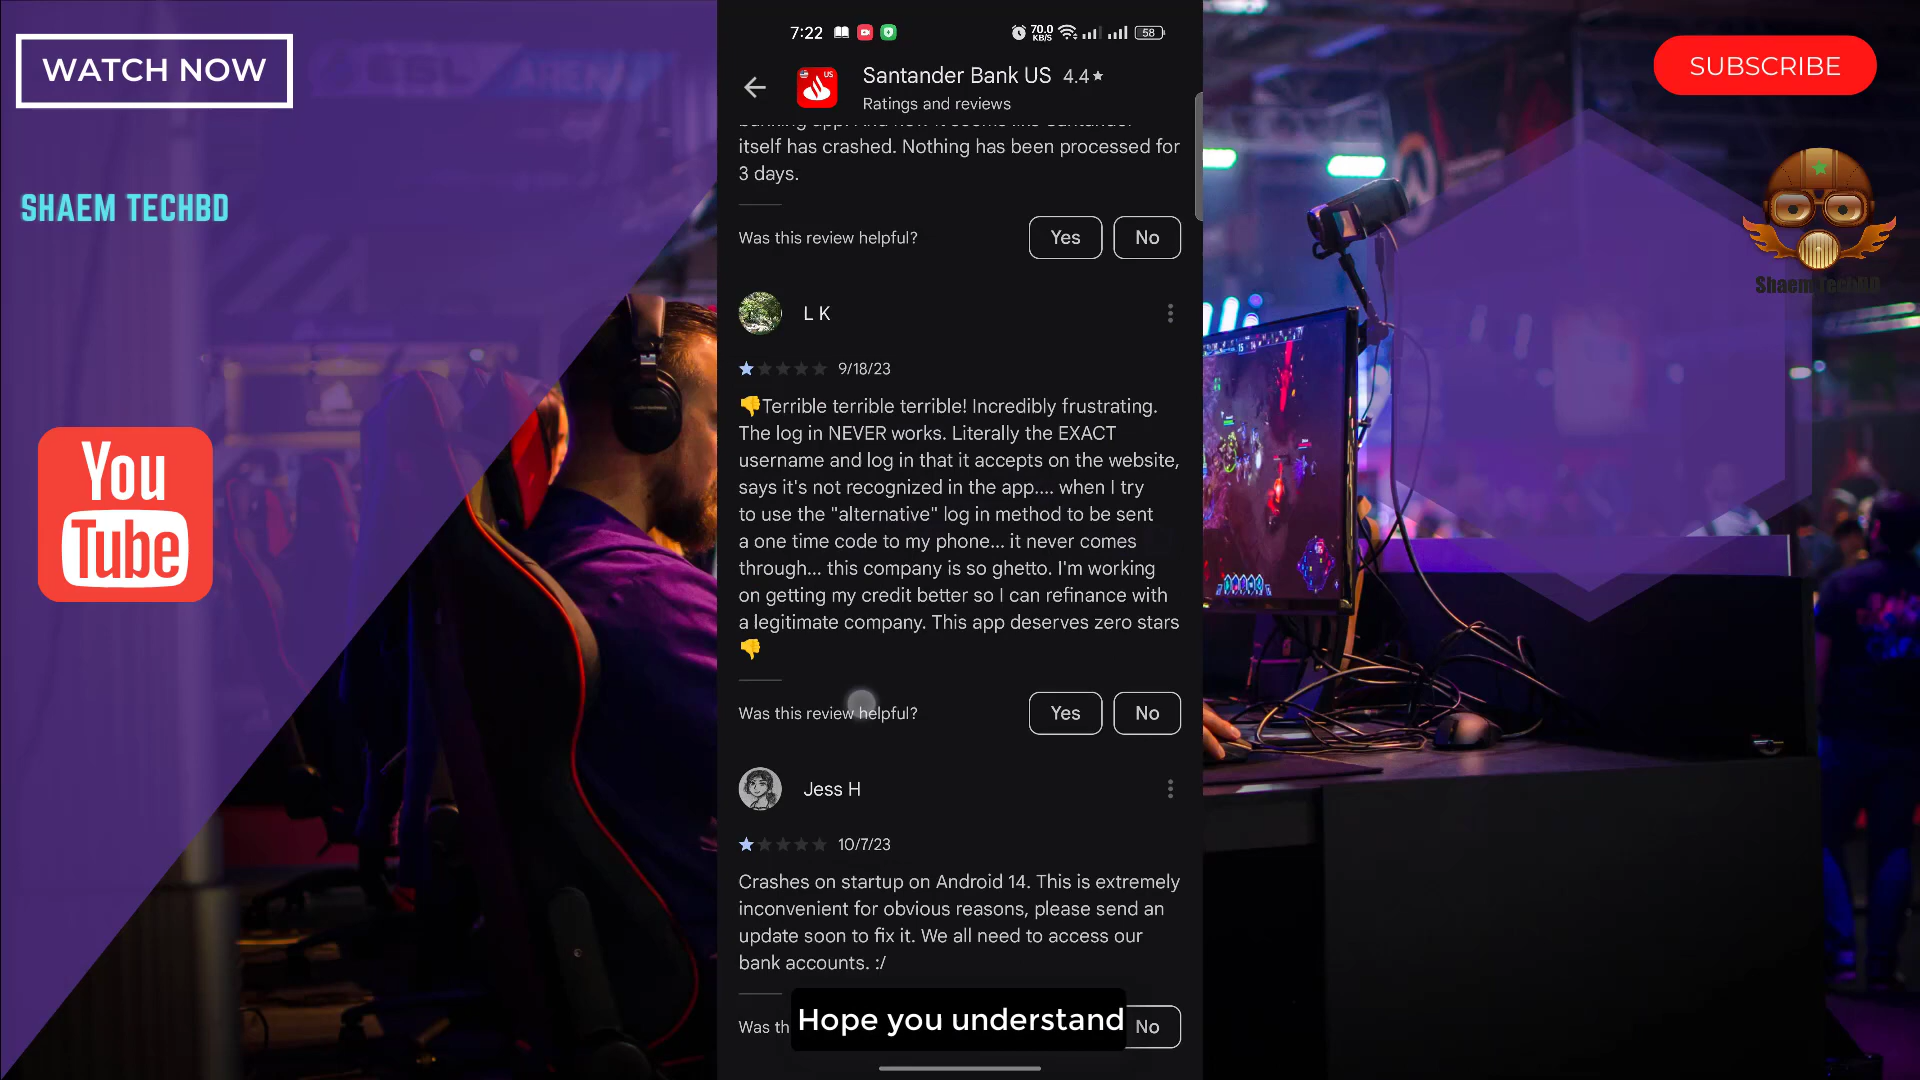 WATCH NOW
SHAEM TECHBD
You
Tube
7:22
70.0
KB/S
58
US
Santander Bank US 4.4★
Ratings and reviews
itself has crashed. Nothing has been processed for
3 days.
Was this review helpful?
Yes
No
L K
9/18/23
👎Terrible terrible terrible! Incredibly frustrating.
The log in NEVER works. Literally the EXACT
username and log in that it accepts on the website,
says it's not recognized in the app.... when I try
to use the "alternative" log in method to be sent
a one time code to my phone... it never comes
through... this company is so ghetto. I'm working
on getting my credit better so I can refinance with
a legitimate company. This app deserves zero stars
👎
Was this review helpful?
Yes
No
Jess H
10/7/23
Crashes on startup on Android 14. This is extremely
inconvenient for obvious reasons, please send an
update soon to fix it. We all need to access our
bank accounts. :/
Was th
No
Hope you understand
SUBSCRIBE
Shaem TechBD